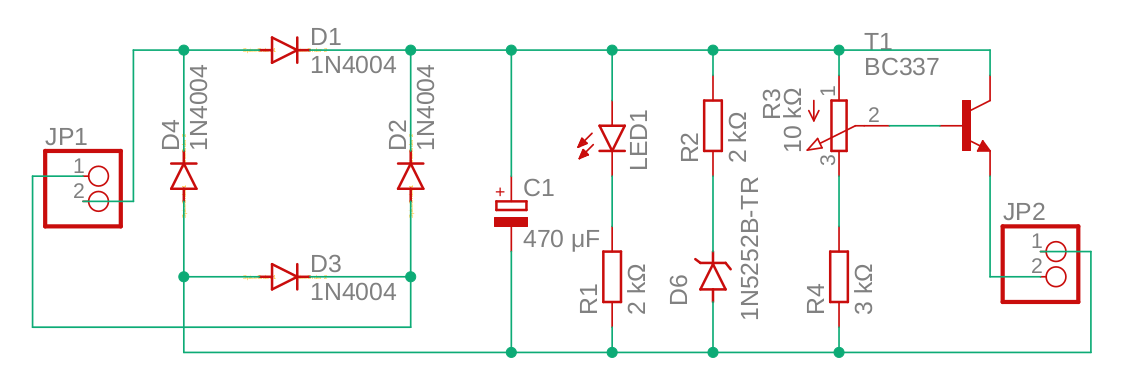 JP1
1
2
D4
1N4004
D1
1N4004
D2
1N4004
D3
1N4004
+
C1
470 µF
LED1
R1
2 kΩ
R2
2 kΩ
D6
1N5252B-TR
R3
10 kΩ
1
2
3
R4
3 kΩ
T1
BC337
JP2
1
2